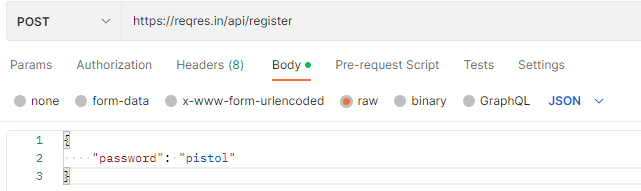 POST https://reqres.in/api/register
Params Authorization Headers (8) Body Pre-request Script Tests Settings
none form-data x-www-form-urlencoded raw binary GraphQL JSON
1 {
2 "password": "pistol"
3 }